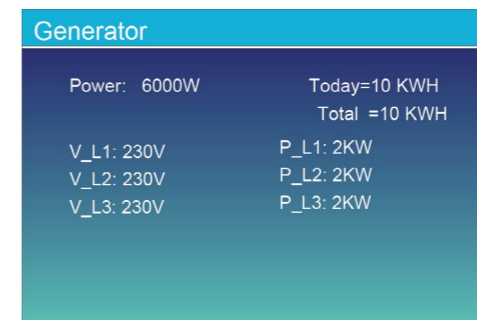 Generator
Power: 6000W Today=10 KWH
Total =10 KWH
V_L1: 230V P_L1: 2KW
V_L2: 230V P_L2: 2KW
V_L3: 230V P_L3: 2KW